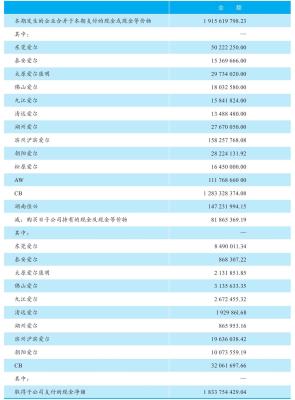 金 额
本期发生的企业合并于本期支付的现金或现金等价物 1 915 619 798.23
其中： —
东莞爱尔 50 222 250.00
泰安爱尔 15 369 666.00
太原爱尔康明 29 734 020.00
佛山爱尔 18 032 580.00
九江爱尔 15 841 824.00
清远爱尔 13 488 480.00
湖州爱尔 27 670 050.00
滨州沪滨爱尔 158 257 768.08
朝阳爱尔 28 224 131.92
松原爱尔 16 450 000.00
AW 111 768 660 00
CB 1 283 328 374.08
湖南佳兴 147 231 994.15
减：购买日子公司持有的现金及现金等价物 81 865 369.19
其中： —
东莞爱尔 8 490 011.34
泰安爱尔 868 307.22
太原爱尔康明 2 131 851.85
佛山爱尔 3 135 633.35
九江爱尔 2 672 455.32
清远爱尔 1 929 861.68
湖州爱尔 865 953.16
滨州沪滨爱尔 19 636 038.42
朝阳爱尔 10 073 559.19
CB 32 061 697.66
其中： —
取得子公司支付的现金净额 1 833 754 429.04